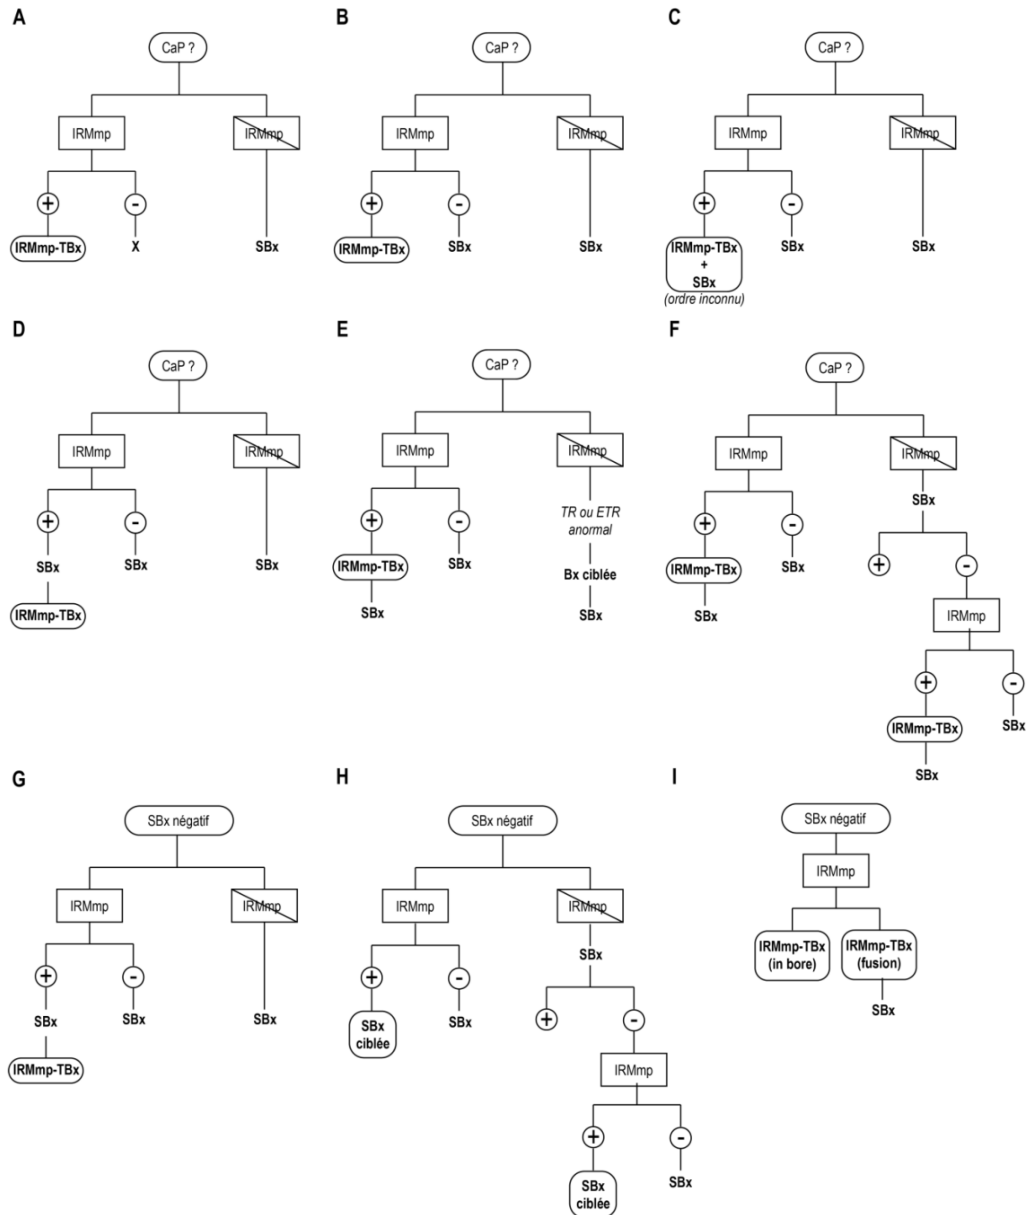 A
CaP ?
IRMmp
IRMmp
+
-
IRMmp-TBx
X
SBx
B
CaP ?
IRMmp
IRMmp
+
-
IRMmp-TBx
SBx
SBx
C
CaP ?
IRMmp
IRMmp
+
-
IRMmp-TBx
+
SBx
(ordre inconnu)
SBx
SBx
D
CaP ?
IRMmp
IRMmp
+
-
SBx
SBx
SBx
IRMmp-TBx
E
CaP ?
IRMmp
IRMmp
+
-
TR ou ETR
anormal
IRMmp-TBx
SBx
Bx ciblée
SBx
SBx
F
CaP ?
IRMmp
IRMmp
SBx
+
-
IRMmp-TBx
SBx
SBx
+
-
IRMmp
+
-
IRMmp-TBx
SBx
SBx
G
SBx négatif
IRMmp
IRMmp
+
-
SBx
SBx
SBx
IRMmp-TBx
H
SBx négatif
IRMmp
IRMmp
SBx
+
-
SBx
ciblée
SBx
+
-
IRMmp
+
-
SBx
ciblée
SBx
I
SBx négatif
IRMmp
IRMmp-TBx
(in bore)
IRMmp-TBx
(fusion)
SBx